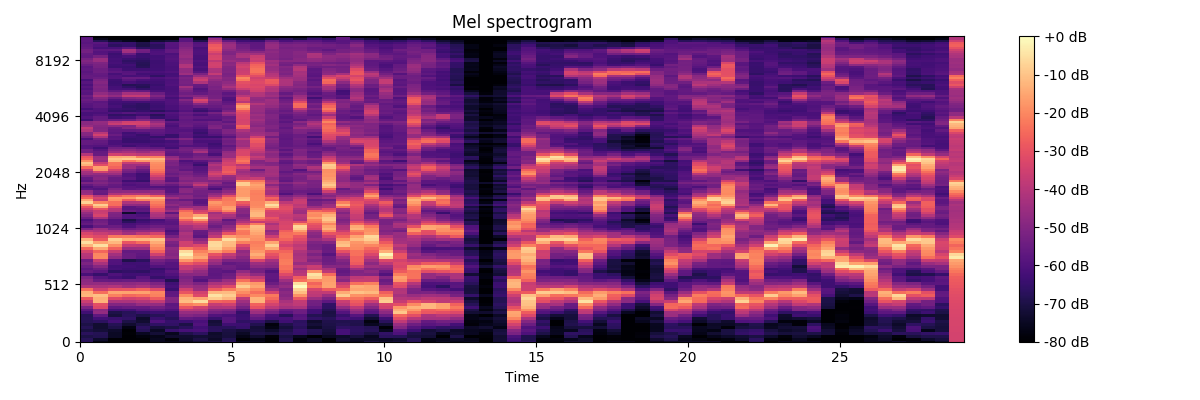 Mel spectrogram
Hz
8192
4096
2048
1024
512
0
0 5 10 15 20 25
Time
+0 dB
-10 dB
-20 dB
-30 dB
-40 dB
-50 dB
-60 dB
-70 dB
-80 dB